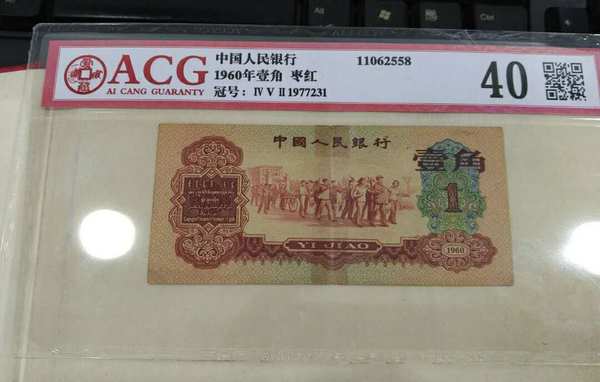 ACG
AI CANG GUARANTY
中国人民银行
11062558
1960年壹角 枣红
冠号: Ⅳ Ⅴ Ⅱ 1977231
40
中國人民銀行
壹角
1
YI JIAO
1960
Ctrl